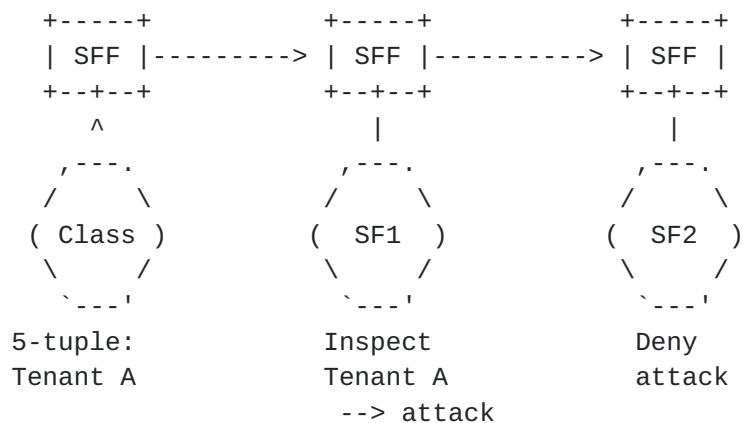 +-----+ +-----+ +-----+
| SFF |---------> | SFF |----------> | SFF |
+--+--+ +--+--+ +--+--+
^ | |
,---. ,---. ,---.
/ \ / \ / \
( Class ) ( SF1 ) ( SF2 )
\ / \ / \ /
`---' `---' `---'
5-tuple: Inspect Deny
Tenant A Tenant A attack
--> attack